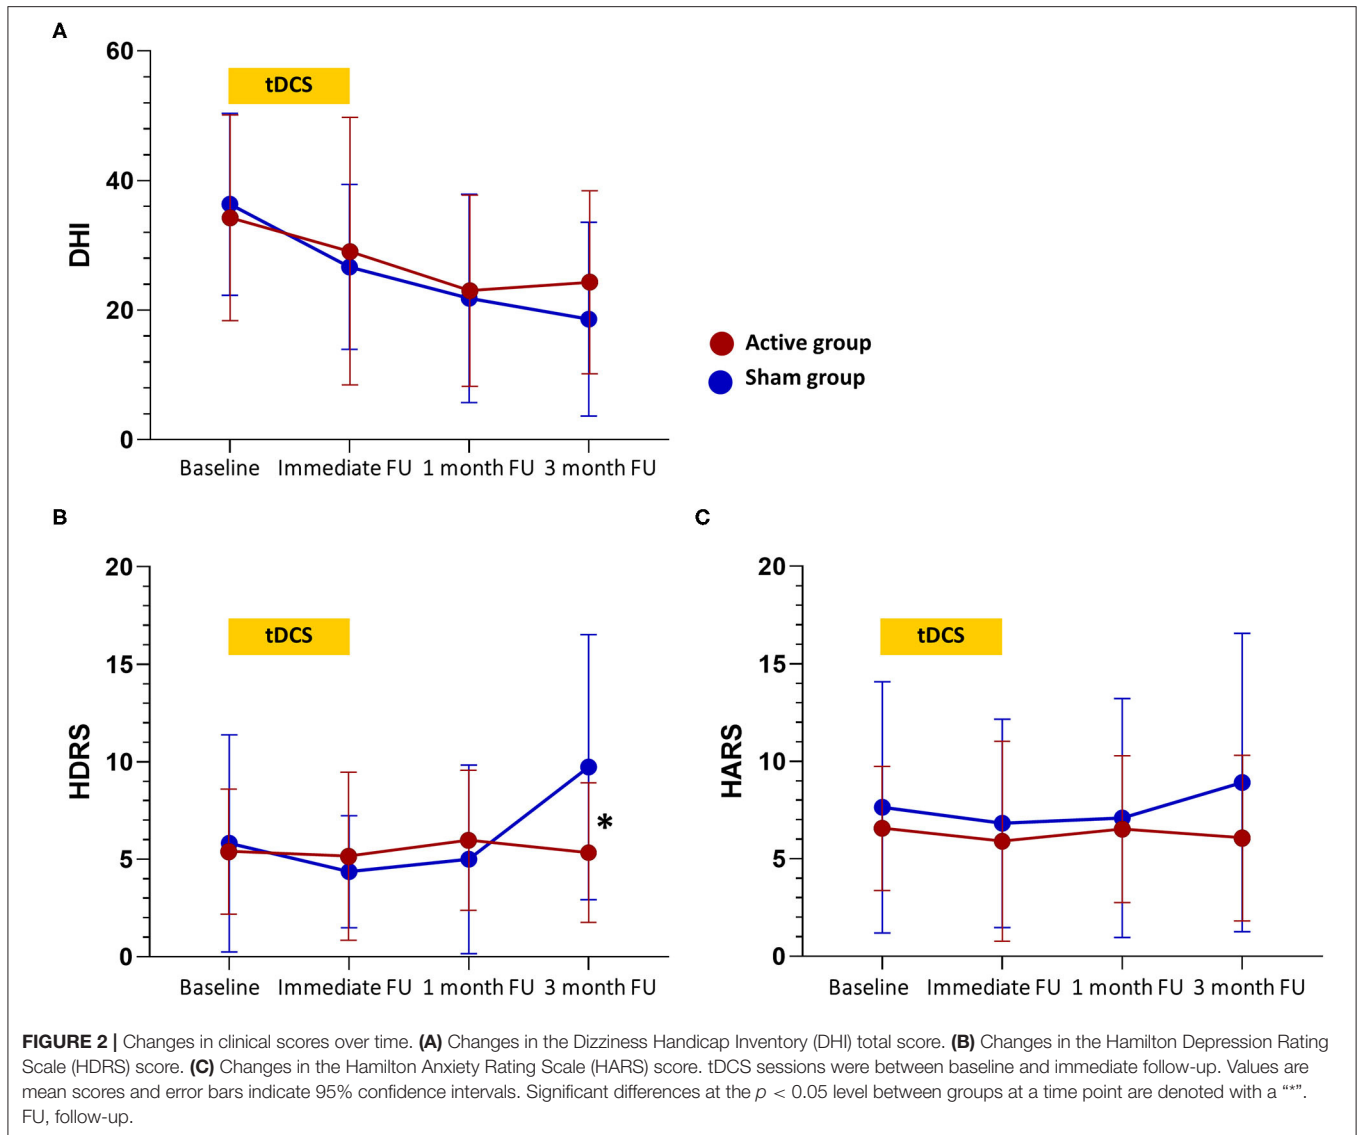 A
60
tDCS
40
DHI
20
0
Baseline Immediate FU 1 month FU 3 month FU
Active group
Sham group
B
20
tDCS
15
HDRS
10
*
5
0
Baseline Immediate FU 1 month FU 3 month FU
C
20
tDCS
15
HARS
10
5
0
Baseline Immediate FU 1 month FU 3 month FU
FIGURE 2 | Changes in clinical scores over time. (A) Changes in the Dizziness Handicap Inventory (DHI) total score. (B) Changes in the Hamilton Depression Rating
Scale (HDRS) score. (C) Changes in the Hamilton Anxiety Rating Scale (HARS) score. tDCS sessions were between baseline and immediate follow-up. Values are
mean scores and error bars indicate 95% confidence intervals. Significant differences at the p < 0.05 level between groups at a time point are denoted with a “*”.
FU, follow-up.